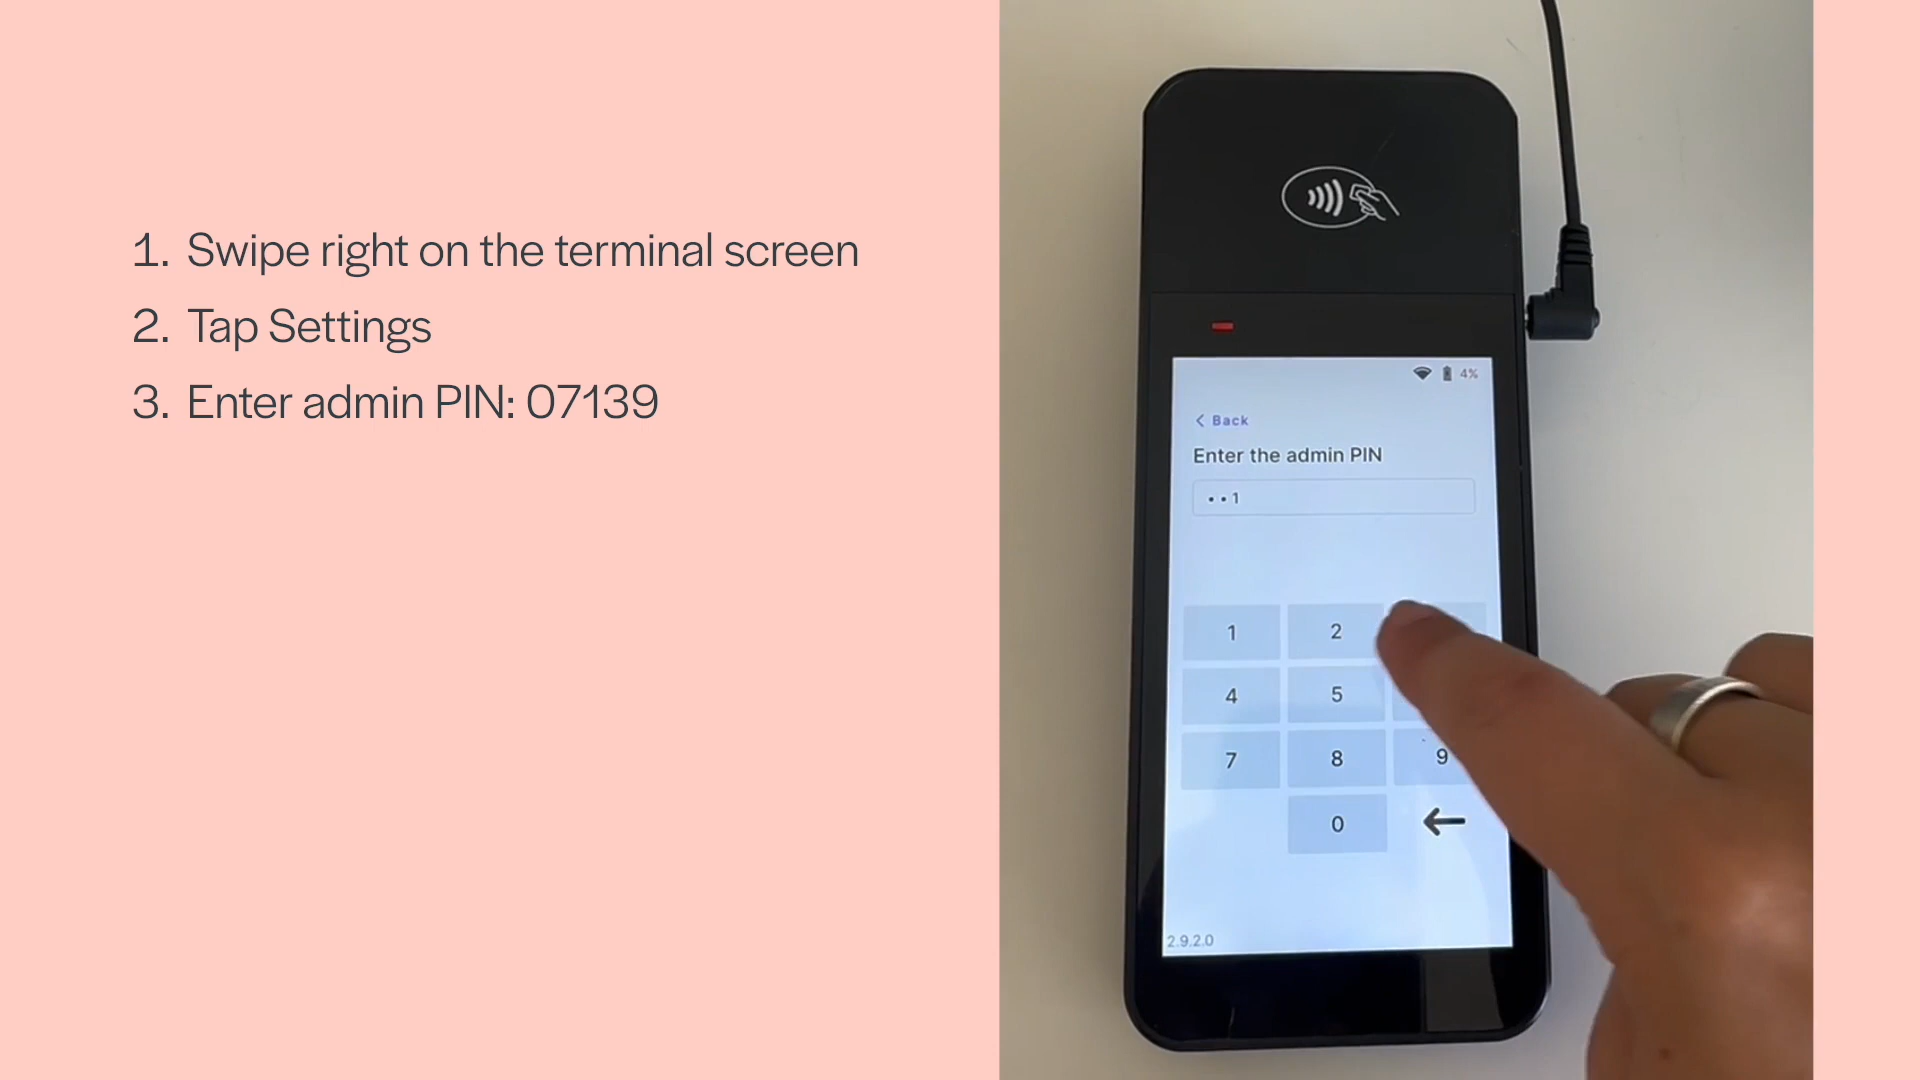 1. Swipe right on the terminal screen
2. Tap Settings
3. Enter admin PIN: 07139
4%
Back
Enter the admin PIN
••1
1 2
4 5
7 8 9
0
2.9.2.0